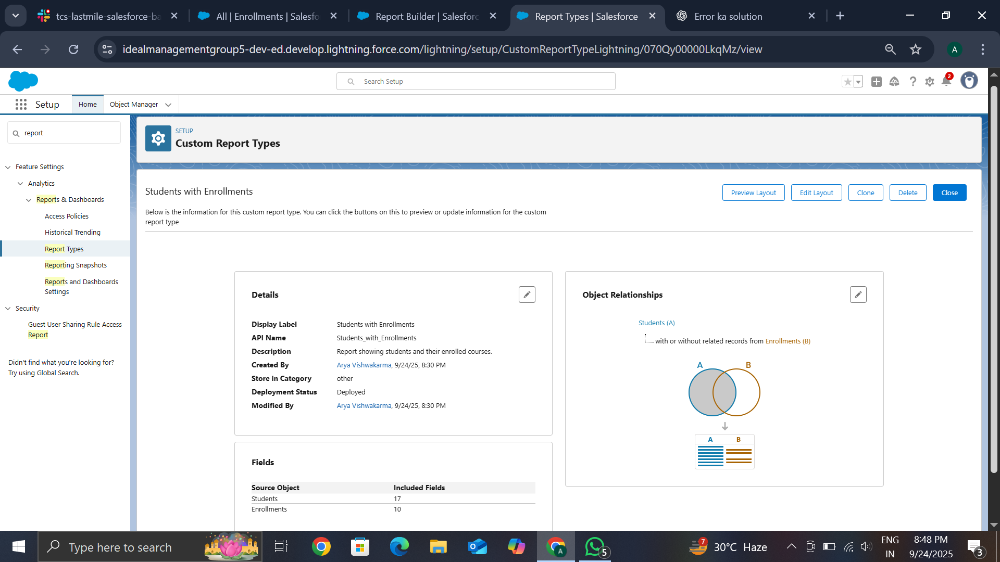 tcs-lastmile-salesforce-ba
All | Enrollments | Salesfo
Report Builder | Salesforc
Report Types | Salesforce
Error ka solution
idealmanagementgroup5-dev-ed.develop.lightning.force.com/lightning/setup/CustomReportTypeLightning/070Qy00000LkqMz/view
A
Search Setup
2
Setup
Home
Object Manager
report
SETUP
Custom Report Types
Feature Settings
Analytics
Reports & Dashboards
Access Policies
Historical Trending
Report Types
Reporting Snapshots
Reports and Dashboards
Settings
Security
Guest User Sharing Rule Access
Report
Didn't find what you're looking for?
Try using Global Search.
Students with Enrollments
Preview Layout
Edit Layout
Clone
Delete
Close
Below is the information for this custom report type. You can click the buttons on this to preview or update information for the custom
report type
Details
Display Label Students with Enrollments
API Name Students_with_Enrollments
Description Report showing students and their enrolled courses.
Created By Arya Vishwakarma, 9/24/25, 8:30 PM
Store in Category other
Deployment Status Deployed
Modified By Arya Vishwakarma, 9/24/25, 8:30 PM
Object Relationships
Students (A)
with or without related records from Enrollments (B)
A B
A B
Fields
Source Object Included Fields
Students 17
Enrollments 10
Type here to search
A
5
7
30°C Haze
ENG
IN
8:48 PM
9/24/2025
3